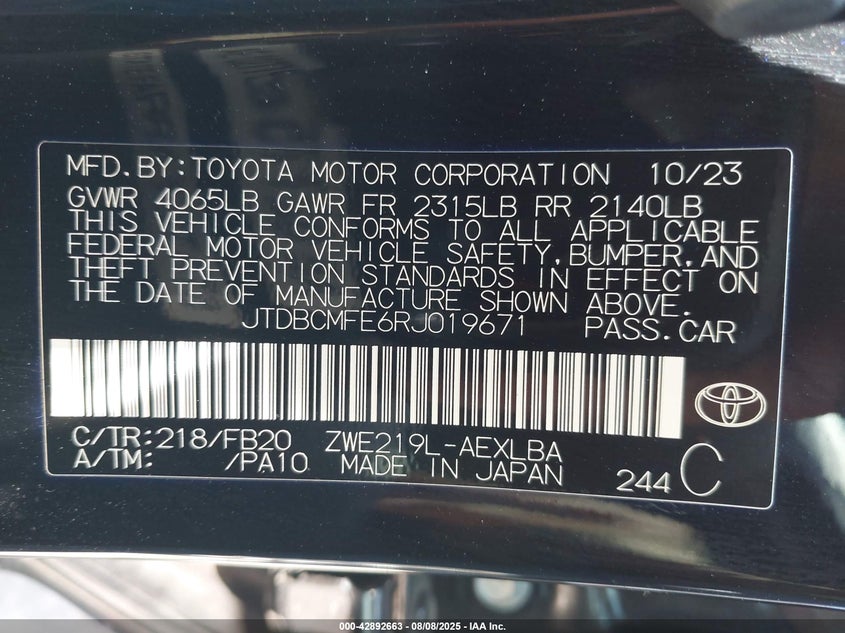 MFD.BY:TOYOTA MOTOR CORPORATION 10/23
GVWR 4065LB GAWR FR 2315LB RR 2140LB
THIS VEHICLE CONFORMS TO ALL APPLICABLE
FEDERAL MOTOR VEHICLE SAFETY,BUMPER,AND
THEFT PREVENTION STANDARDS IN EFFECT ON
THE DATE OF MANUFACTURE SHOWN ABOVE.
JTDBCMFE6RJ019671 PASS.CAR
C/TR:218/FB20 ZWE219L-AEXLBA
A/TM: /PA10 MADE IN JAPAN
244 C
000-42892663 - 08/08/2025 - IAA Inc.